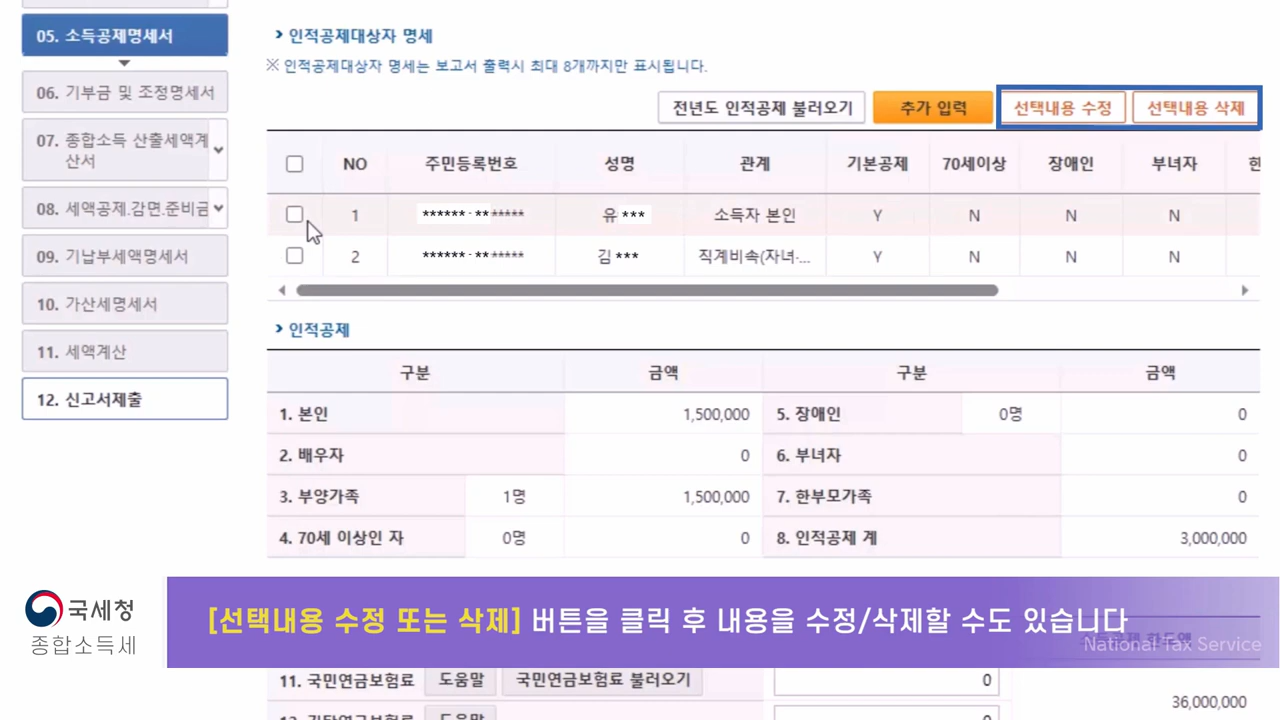 05. 소득공제명세서
06. 기부금 및 조정명세서
07. 종합소득 산출세액계
산서
08. 세액공제.감면.준비금
09. 기납부세액명세서
10. 가산세명세서
11. 세액계산
12. 신고서제출
인적공제대상자 명세
※ 인적공제대상자 명세는 보고서 출력시 최대 8개까지만 표시됩니다.
전년도 인적공제 불러오기 추가 입력 선택내용 수정 선택내용 삭제
NO 주민등록번호 성명 관계 기본공제 70세이상 장애인 부녀자 한
1 ******-******* 유*** 소득자 본인 Y N N N
2 ******-******* 김*** 직계비속(자녀·... Y N N N
인적공제
구분 금액 구분 금액
1. 본인 1,500,000 5. 장애인 0명 0
2. 배우자 0 6. 부녀자 0
3. 부양가족 1명 1,500,000 7. 한부모가족 0
4. 70세 이상인 자 0명 0 8. 인적공제 계 3,000,000
국세청
종합소득세
[선택내용 수정 또는 삭제] 버튼을 클릭 후 내용을 수정/삭제할 수도 있습니다
National Tax Service
11. 국민연금보험료 도움말 국민연금보험료 불러오기 0
36,000,000